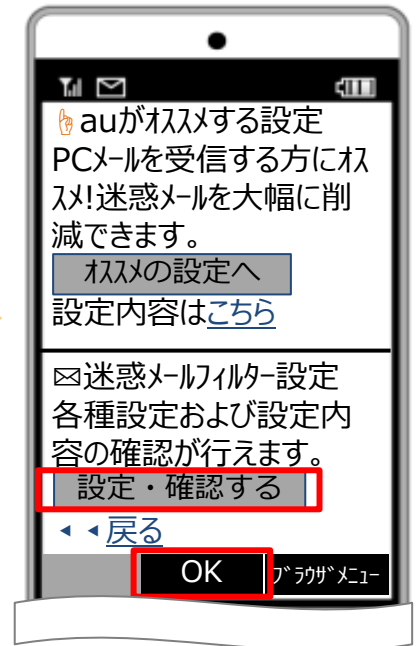 auがｵｽｽﾒする設定
PCﾒｰﾙを受信する方にｵｽ
ｽﾒ!迷惑ﾒｰﾙを大幅に削
減できます。
ｵｽｽﾒの設定へ
設定内容はこちら
✉迷惑ﾒｰﾙﾌｨﾙﾀｰ設定
各種設定および設定内
容の確認が行えます。
設定・確認する
◀◀戻る
OK
ﾌﾞﾗｳｻﾞﾒﾆｭｰ